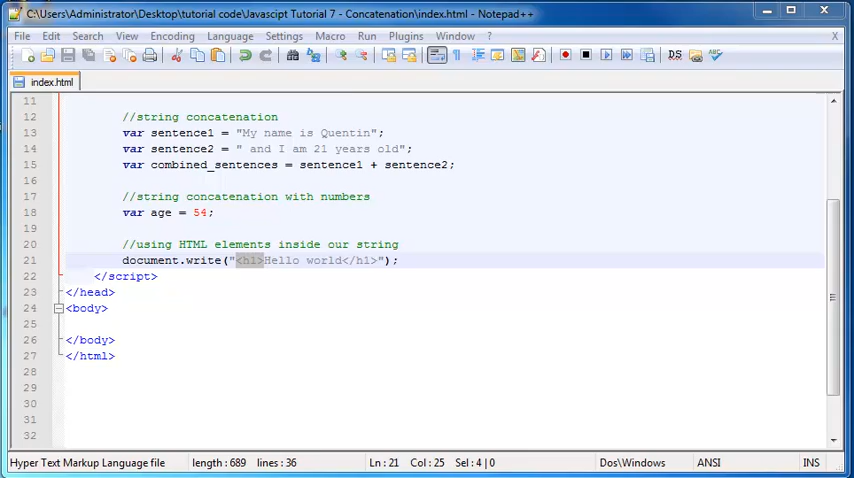 C:\Users\Administrator\Desktop\tutorial code\Javascipt Tutorial 7 - Concatenation\index.html - Notepad++
File Edit Search View Encoding Language Settings Macro Run Plugins Window ? X
index.html
11
12 //string concatenation
13 var sentence1 = "My name is Quentin";
14 var sentence2 = " and I am 21 years old";
15 var combined_sentences = sentence1 + sentence2;
16
17 //string concatenation with numbers
18 var age = 54;
19
20 //using HTML elements inside our string
21 document.write("<h1>Hello world</h1>");
22 </script>
23 </head>
24 <body>
25
26 </body>
27 </html>
28
29
30
31
32
Hyper Text Markup Language file length : 689 lines : 36 Ln : 21 Col : 25 Sel : 4 | 0 Dos\Windows ANSI INS